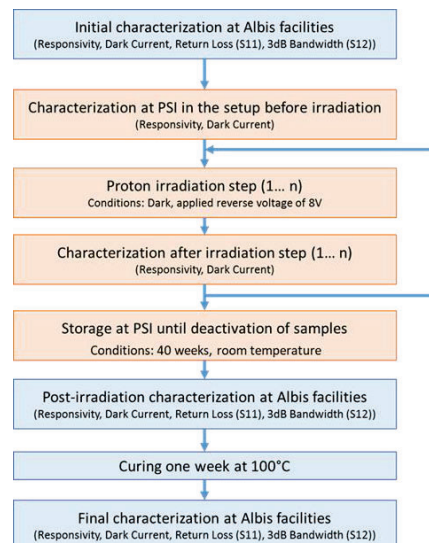 Initial characterization at Albis facilities
(Responsivity, Dark Current, Return Loss (S11), 3dB Bandwidth (S12))
Characterization at PSI in the setup before irradiation
(Responsivity, Dark Current)
Proton irradiation step (1... n)
Conditions: Dark, applied reverse voltage of 8V
Characterization after irradiation step (1... n)
(Responsivity, Dark Current)
Storage at PSI until deactivation of samples
Conditions: 40 weeks, room temperature
Post-irradiation characterization at Albis facilities
(Responsivity, Dark Current, Return Loss (S11), 3dB Bandwidth (S12))
Curing one week at 100°C
Final characterization at Albis facilities
(Responsivity, Dark Current, Return Loss (S11), 3dB Bandwidth (S12))